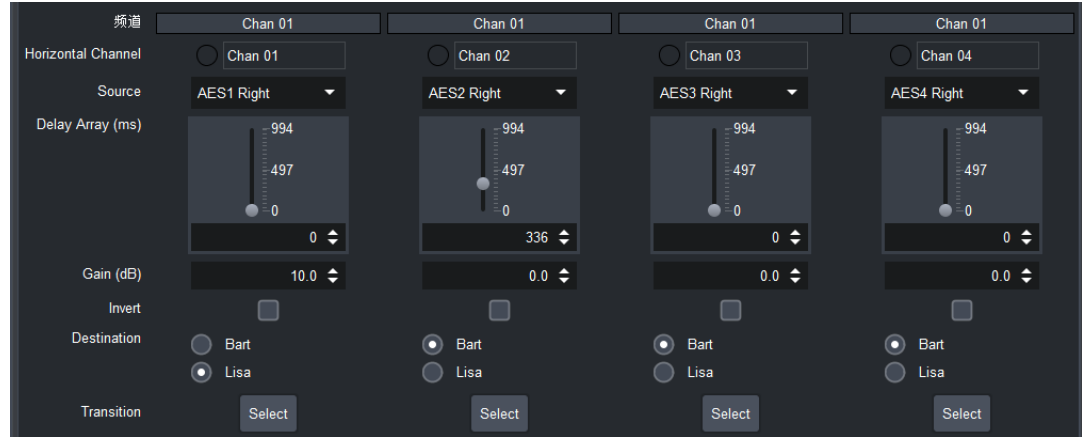 频道 Chan 01 Chan 01 Chan 01 Chan 01
Horizontal Channel Chan 01 Chan 02 Chan 03 Chan 04
Source AES1 Right AES2 Right AES3 Right AES4 Right
Delay Array (ms) 994 994 994 994
497 497 497 497
0 0 0 0
0 336 0 0
Gain (dB) 10.0 0.0 0.0 0.0
Invert
Destination Bart Bart Bart Bart
Lisa Lisa Lisa Lisa
Transition Select Select Select Select